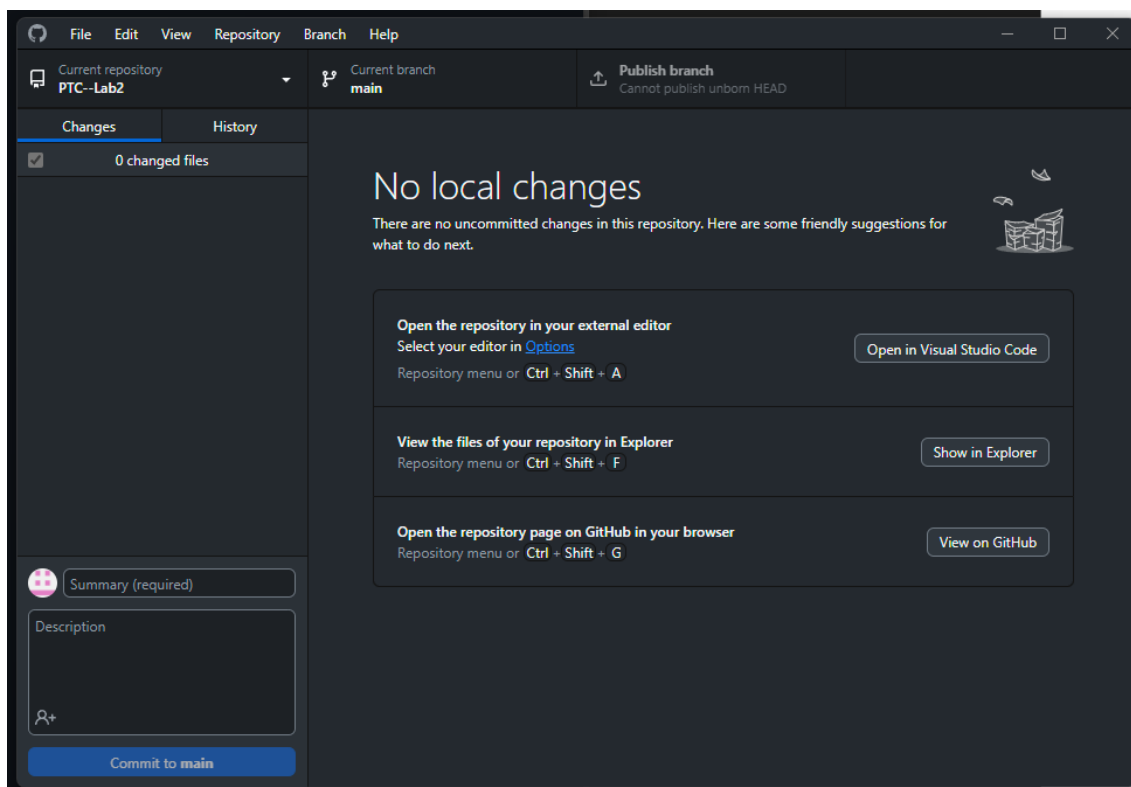 File Edit View Repository Branch Help
Current repository
PTC--Lab2
Current branch
main
Publish branch
Cannot publish unborn HEAD
Changes History
0 changed files
No local changes
There are no uncommitted changes in this repository. Here are some friendly suggestions for
what to do next.
Open the repository in your external editor
Select your editor in Options
Repository menu or Ctrl + Shift + A
Open in Visual Studio Code
View the files of your repository in Explorer
Repository menu or Ctrl + Shift + F
Show in Explorer
Open the repository page on GitHub in your browser
Repository menu or Ctrl + Shift + G
View on GitHub
Summary (required)
Description
Commit to main